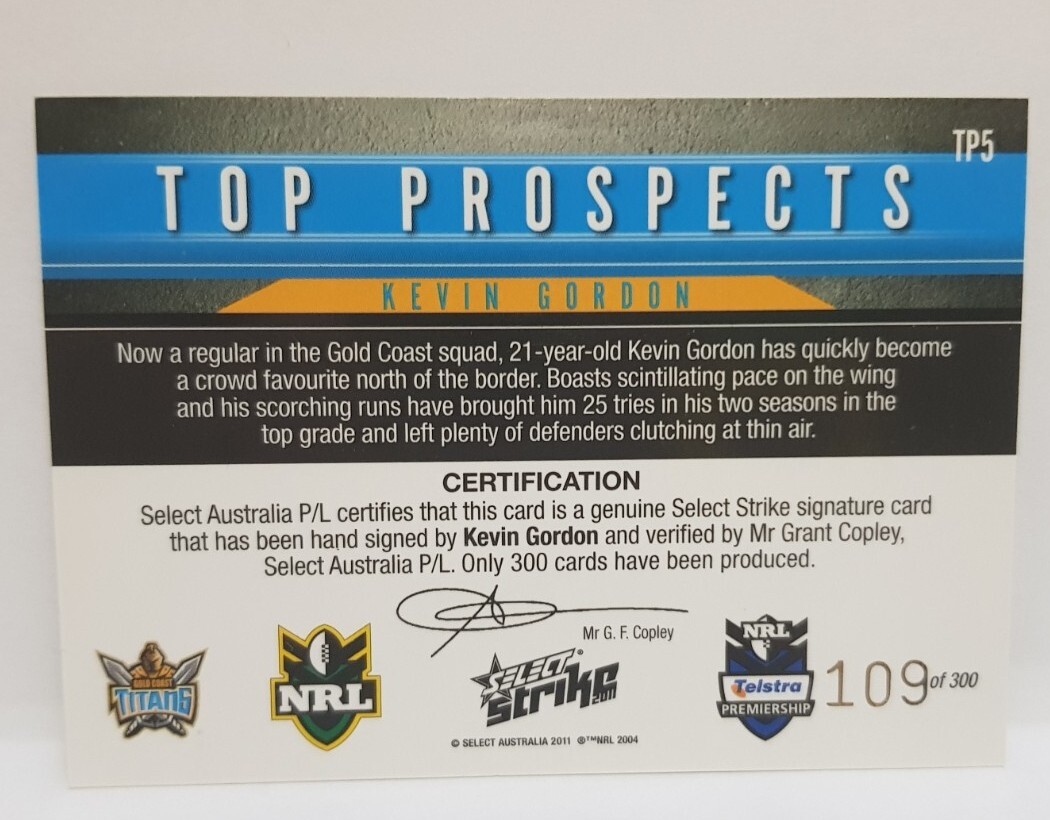 TP5
TOP PROSPECTS
KEVIN GORDON
Now a regular in the Gold Coast squad, 21-year-old Kevin Gordon has quickly become
a crowd favourite north of the border. Boasts scintillating pace on the wing
and his scorching runs have brought him 25 tries in his two seasons in the
top grade and left plenty of defenders clutching at thin air.
CERTIFICATION
Select Australia P/L certifies that this card is a genuine Select Strike signature card
that has been hand signed by Kevin Gordon and verified by Mr Grant Copley,
Select Australia P/L. Only 300 cards have been produced.
Mr G. F. Copley
GOLD COAST
TITANS
NRL
SELECT
STRIKE
2011
NRL
Telstra
PREMIERSHIP
109 of 300
© SELECT AUSTRALIA 2011 ®™NRL 2004